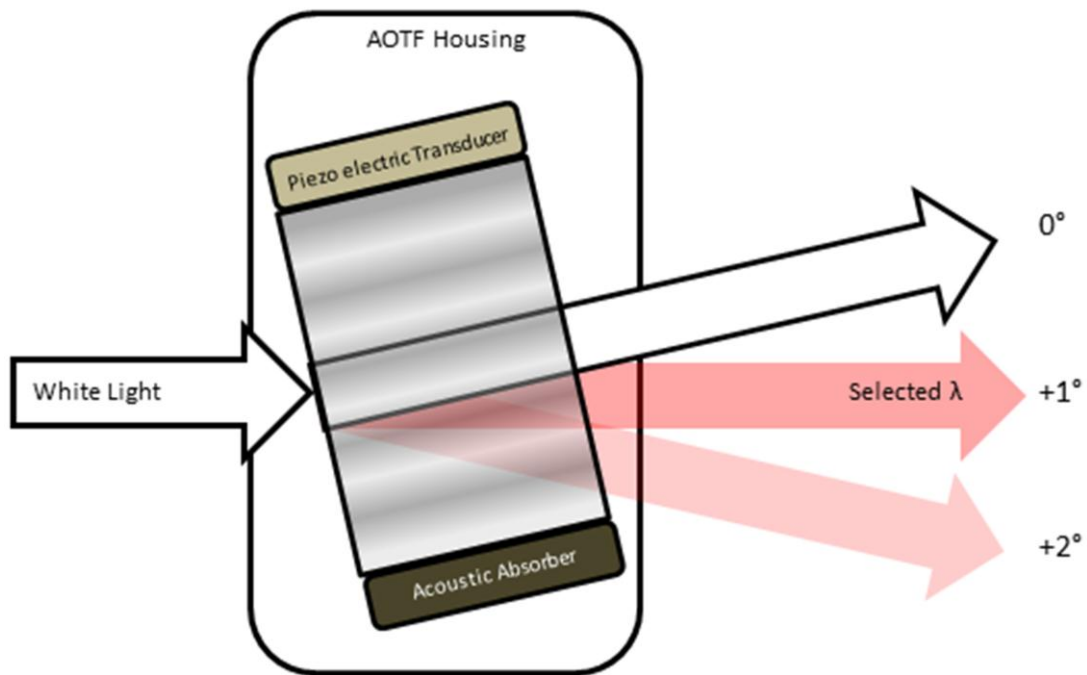 AOTF Housing
Piezo electric Transducer
0°
White Light
Selected λ
+1°
+2°
Acoustic Absorber